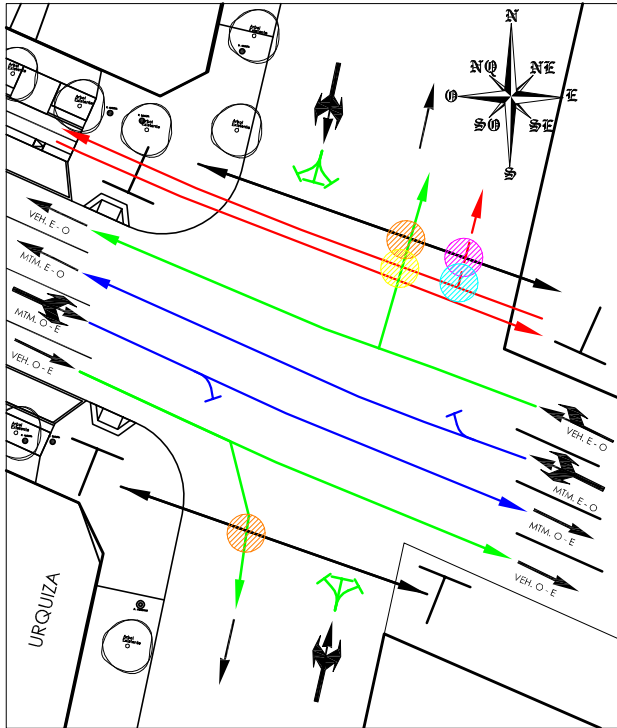 N
NO
NE
O
E
SO
SE
S
VEH. E - O
MTM. E - O
MTM. O - E
VEH. O - E
VEH. E - O
MTM. E - O
MTM. O - E
VEH. O - E
URQUIZA